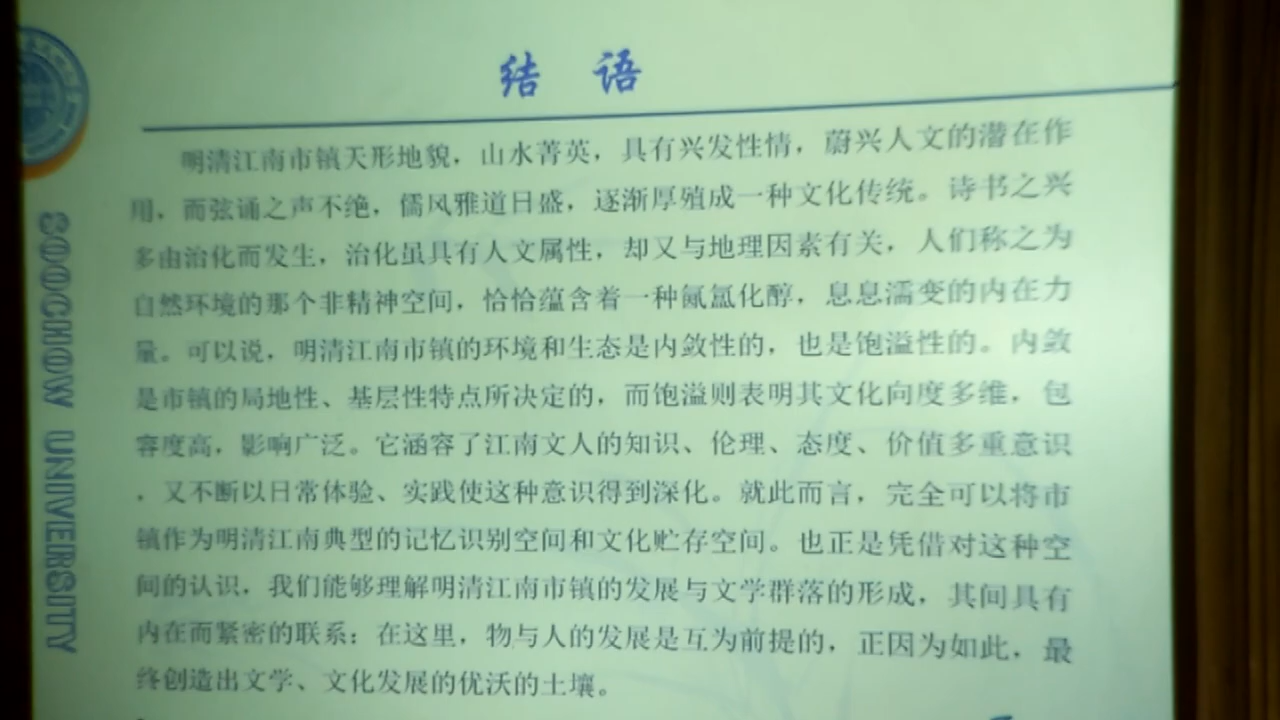 结 语
明清江南市镇天形地貌，山水菁英，具有兴发性情，蔚兴人文的潜在作
用，而弦诵之声不绝，儒风雅道日盛，逐渐厚殖成一种文化传统。诗书之兴
多由治化而发生，治化虽具有人文属性，却又与地理因素有关，人们称之为
自然环境的那个非精神空间，恰恰蕴含着一种氤氲化醇，息息濡变的内在力
量。可以说，明清江南市镇的环境和生态是内敛性的，也是饱溢性的。内敛
是市镇的局地性、基层性特点所决定的，而饱溢则表明其文化向度多维，包
容度高，影响广泛。它涵容了江南文人的知识、伦理、态度、价值多重意识
，又不断以日常体验、实践使这种意识得到深化。就此而言，完全可以将市
镇作为明清江南典型的记忆识别空间和文化贮存空间。也正是凭借对这种空
间的认识，我们能够理解明清江南市镇的发展与文学群落的形成，其间具有
内在而紧密的联系：在这里，物与人的发展是互为前提的，正因为如此，最
终创造出文学、文化发展的优沃的土壤。
SOOCHOW UNIVERSITY